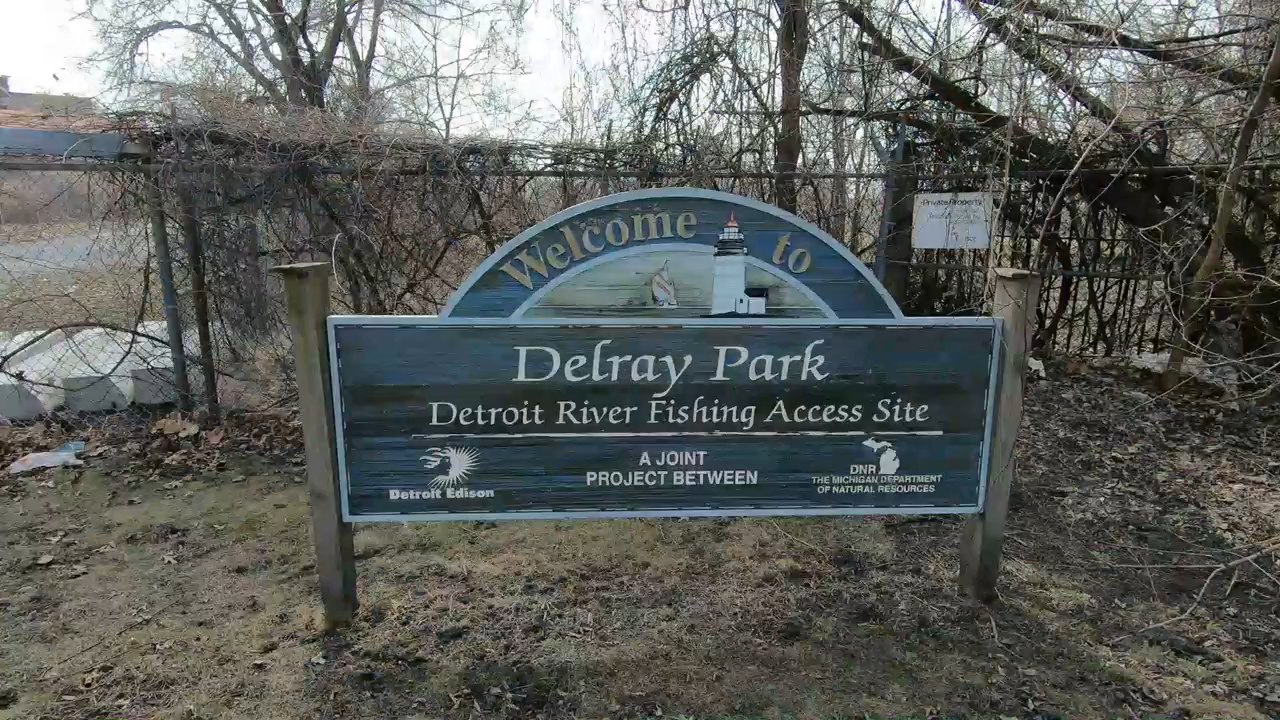 Welcome to
Private Property
Delray Park
Detroit River Fishing Access Site
Detroit Edison
A JOINT
PROJECT BETWEEN
DNR
THE MICHIGAN DEPARTMENT
OF NATURAL RESOURCES